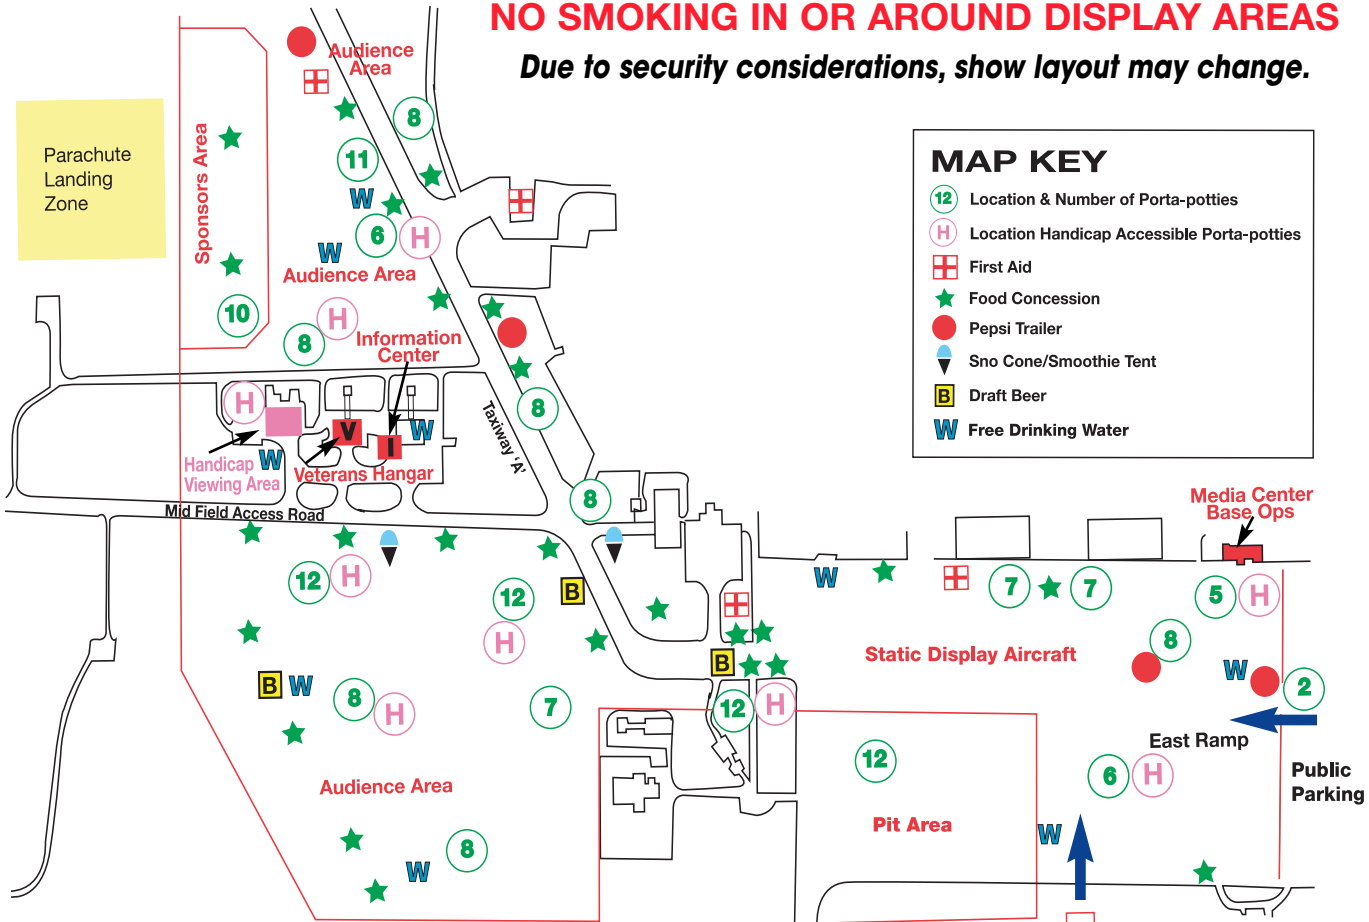 NO SMOKING IN OR AROUND DISPLAY AREAS
Due to security considerations, show layout may change.
Audience
Area
8
11
W
6
H
W
Audience Area
Parachute
Landing
Zone
Sponsors Area
10
H
8
Information
Center
MAP KEY
12 Location & Number of Porta-potties
H Location Handicap Accessible Porta-potties
First Aid
Food Concession
Pepsi Trailer
Sno Cone/Smoothie Tent
B Draft Beer
W Free Drinking Water
H
V
I
W
8
Taxiway 'A'
Handicap
Viewing Area
W
Veterans Hangar
Mid Field Access Road
8
Media Center
Base Ops
12
H
12
H
B
W
7
7
5
H
8
Static Display Aircraft
B
W
2
B
W
8
H
7
12
H
East Ramp
Public
Parking
12
6
H
Audience Area
Pit Area
W
8
W